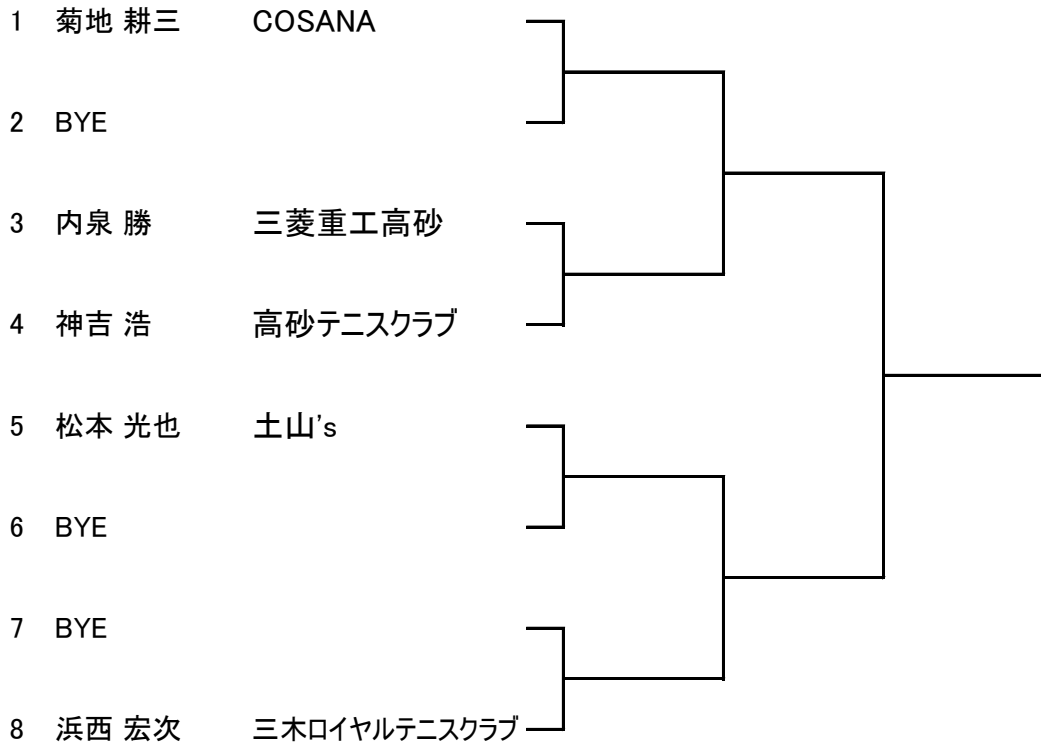 1 菊地 耕三 COSANA
2 BYE
3 内泉 勝 三菱重工高砂
4 神吉 浩 高砂テニスクラブ
5 松本 光也 土山's
6 BYE
7 BYE
8 浜西 宏次 三木ロイヤルテニスクラブ